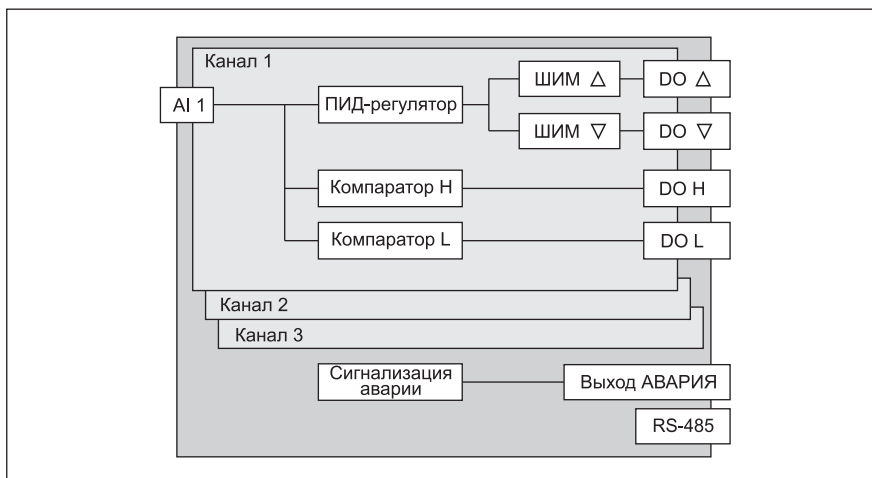 Канал 1
AI 1
ПИД-регулятор
ШИМ △
DO △
ШИМ ▽
DO ▽
Компаратор H
DO H
Компаратор L
DO L
Канал 2
Канал 3
Сигнализация
аварии
Выход АВАРИЯ
RS-485